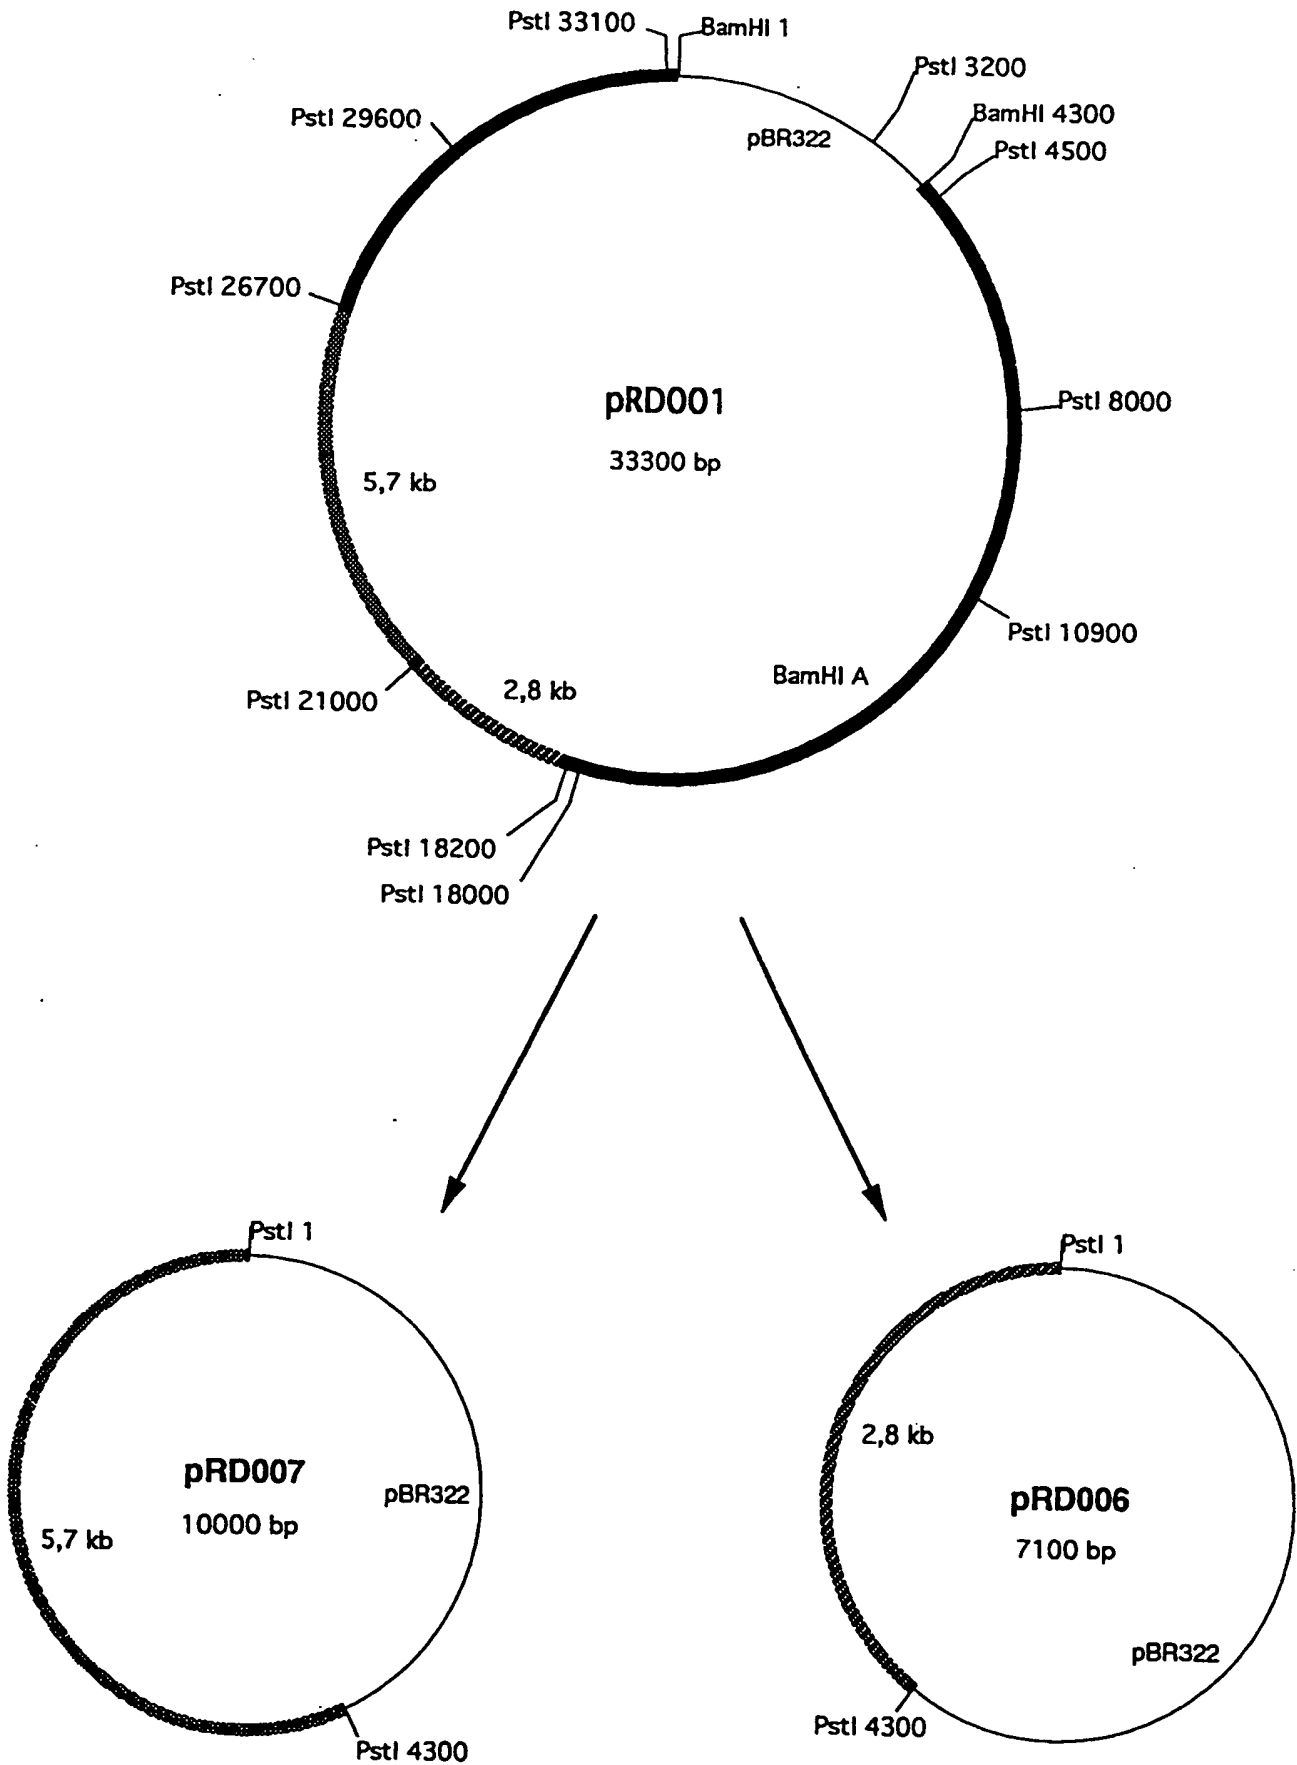 PstI 33100
BamHI 1
PstI 29600
PstI 3200
BamHI 4300
pBR322
PstI 4500
PstI 26700
pRD001
33300 bp
PstI 8000
5,7 kb
PstI 10900
BamHI A
2,8 kb
PstI 21000
PstI 18200
PstI 18000
PstI 1
pRD007
10000 bp
pBR322
5,7 kb
PstI 4300
PstI 1
2,8 kb
pRD006
7100 bp
pBR322
PstI 4300